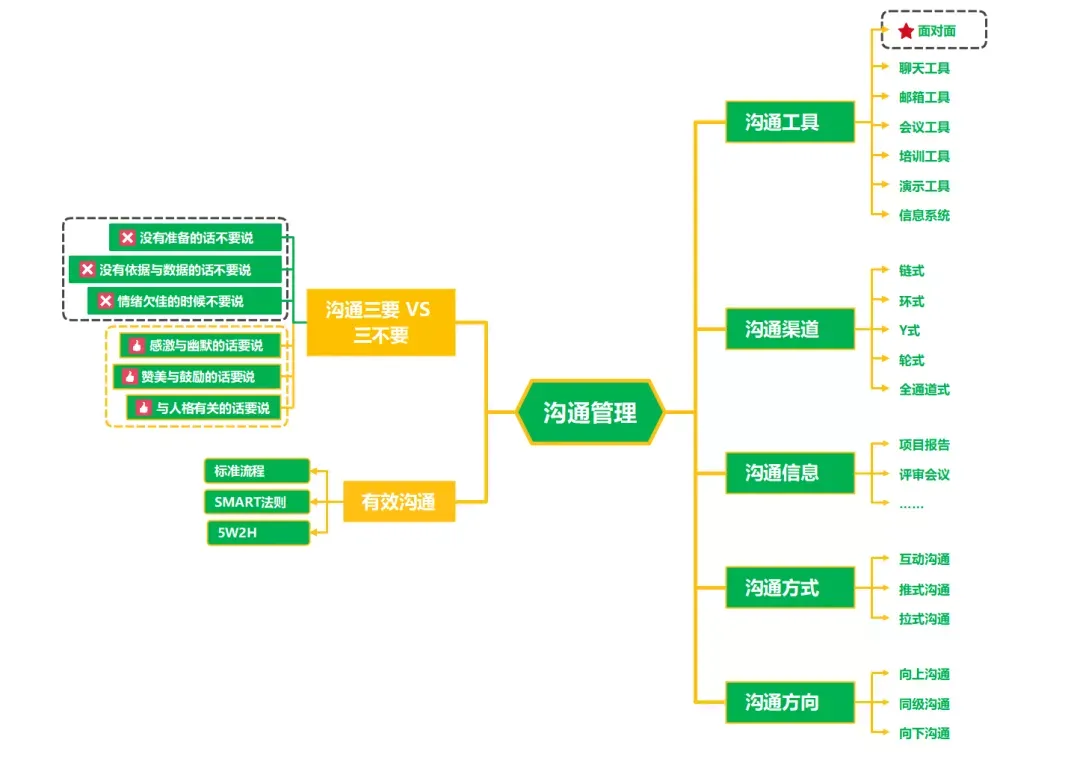 沟通管理
沟通工具
面对面
聊天工具
邮箱工具
会议工具
培训工具
演示工具
信息系统
沟通渠道
链式
环式
Y式
轮式
全通道式
沟通信息
项目报告
评审会议
......
沟通方式
互动沟通
推式沟通
拉式沟通
沟通方向
向上沟通
同级沟通
向下沟通
沟通三要 VS
三不要
没有准备的话不要说
没有依据与数据的话不要说
情绪欠佳的时候不要说
感激与幽默的话要说
赞美与鼓励的话要说
与人格有关的话要说
有效沟通
标准流程
SMART法则
5W2H